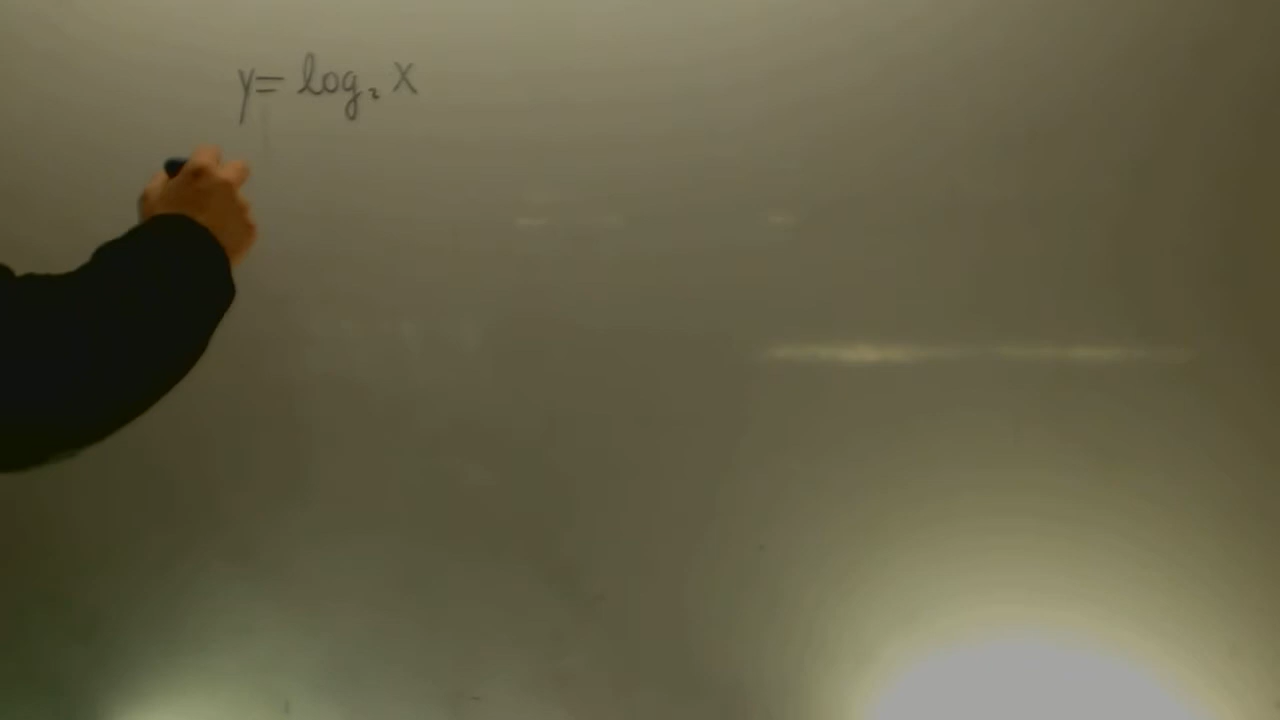 y = log₂ x